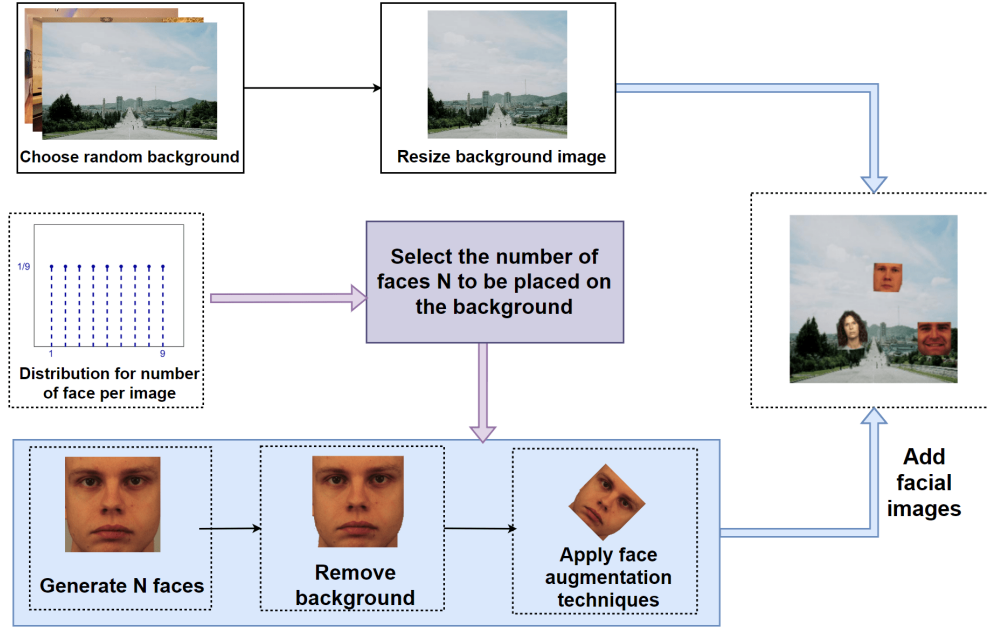 Choose random background
Resize background image
1/9
1
9
Distribution for number
of face per image
Select the number of
faces N to be placed on
the background
Generate N faces
Remove
background
Apply face
augmentation
techniques
Add
facial
images